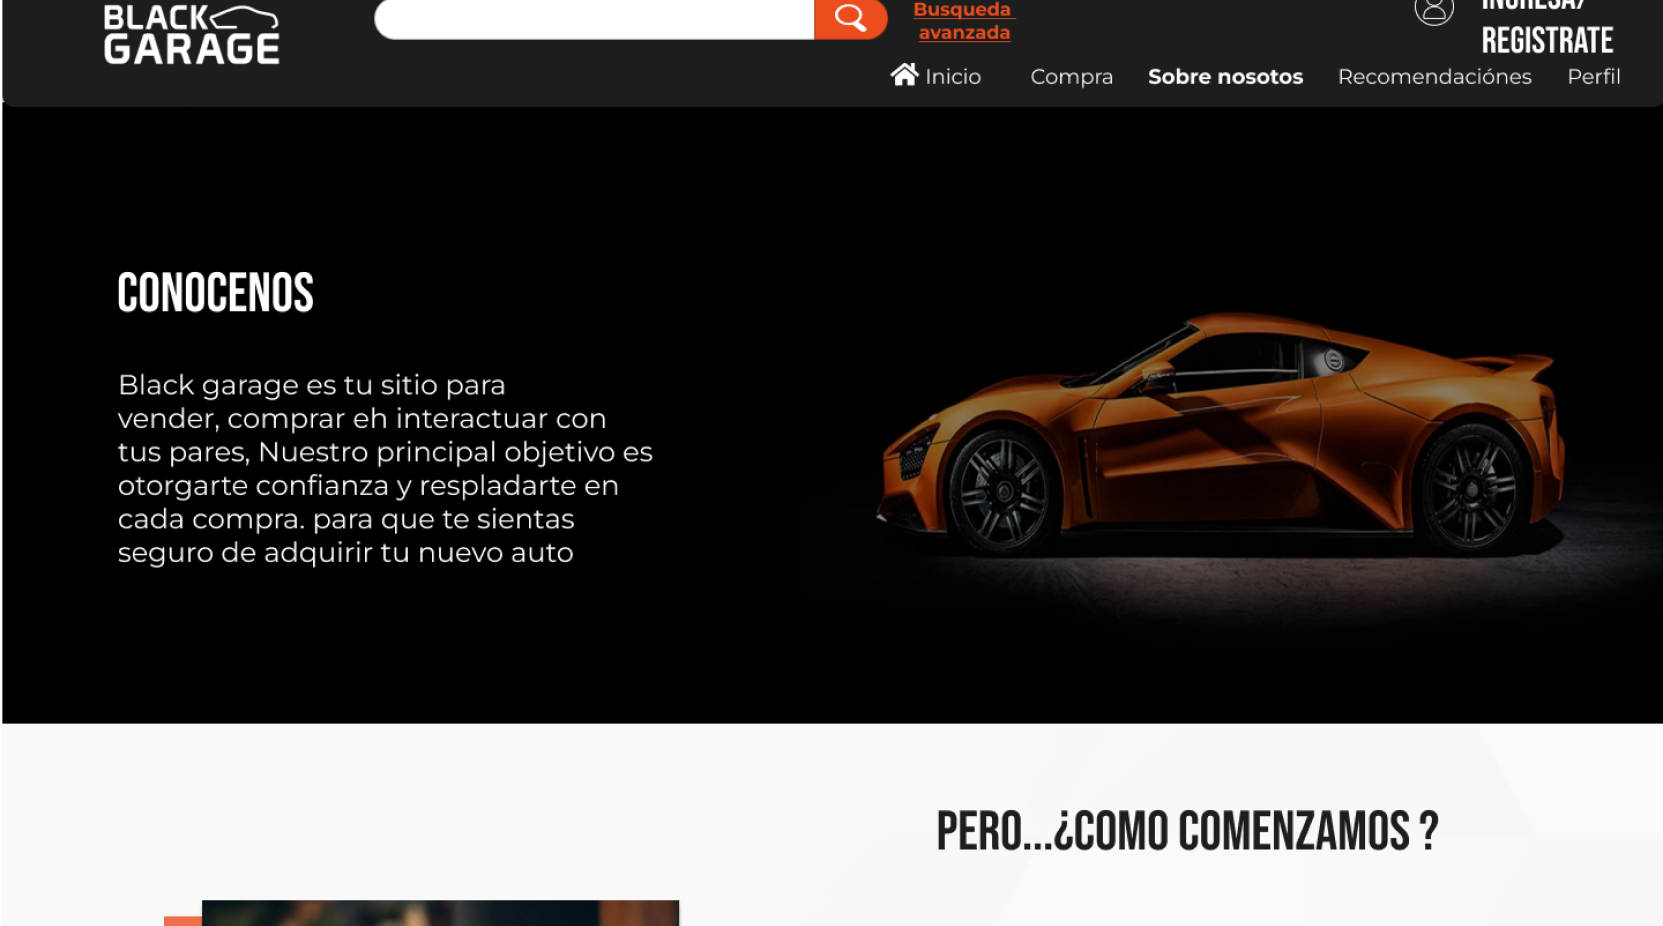 BLACK
GARAGE
Busqueda
avanzada
INGRESA/
REGISTRATE
Inicio
Compra
Sobre nosotos
Recomendaciónes
Perfil
CONOCENOS
Black garage es tu sitio para
vender, comprar eh interactuar con
tus pares, Nuestro principal objetivo es
otorgarte confianza y respladarte en
cada compra. para que te sientas
seguro de adquirir tu nuevo auto
PERO...¿COMO COMENZAMOS ?